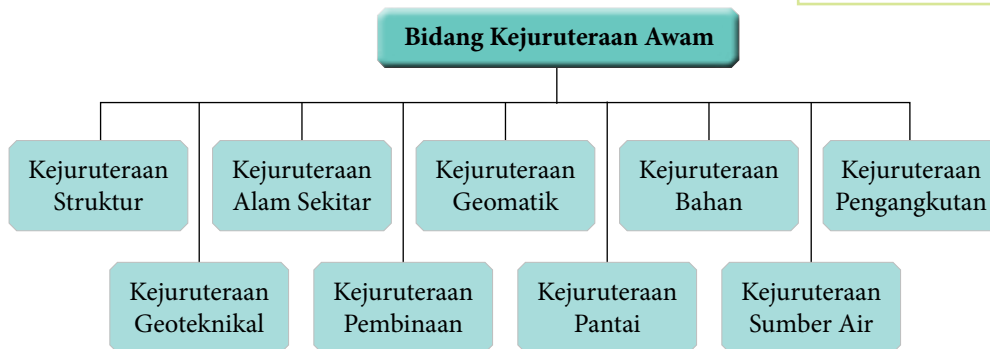 Bidang Kejuruteraan Awam
Kejuruteraan
Struktur
Kejuruteraan
Alam Sekitar
Kejuruteraan
Geomatik
Kejuruteraan
Bahan
Kejuruteraan
Pengangkutan
Kejuruteraan
Geoteknikal
Kejuruteraan
Pembinaan
Kejuruteraan
Pantai
Kejuruteraan
Sumber Air